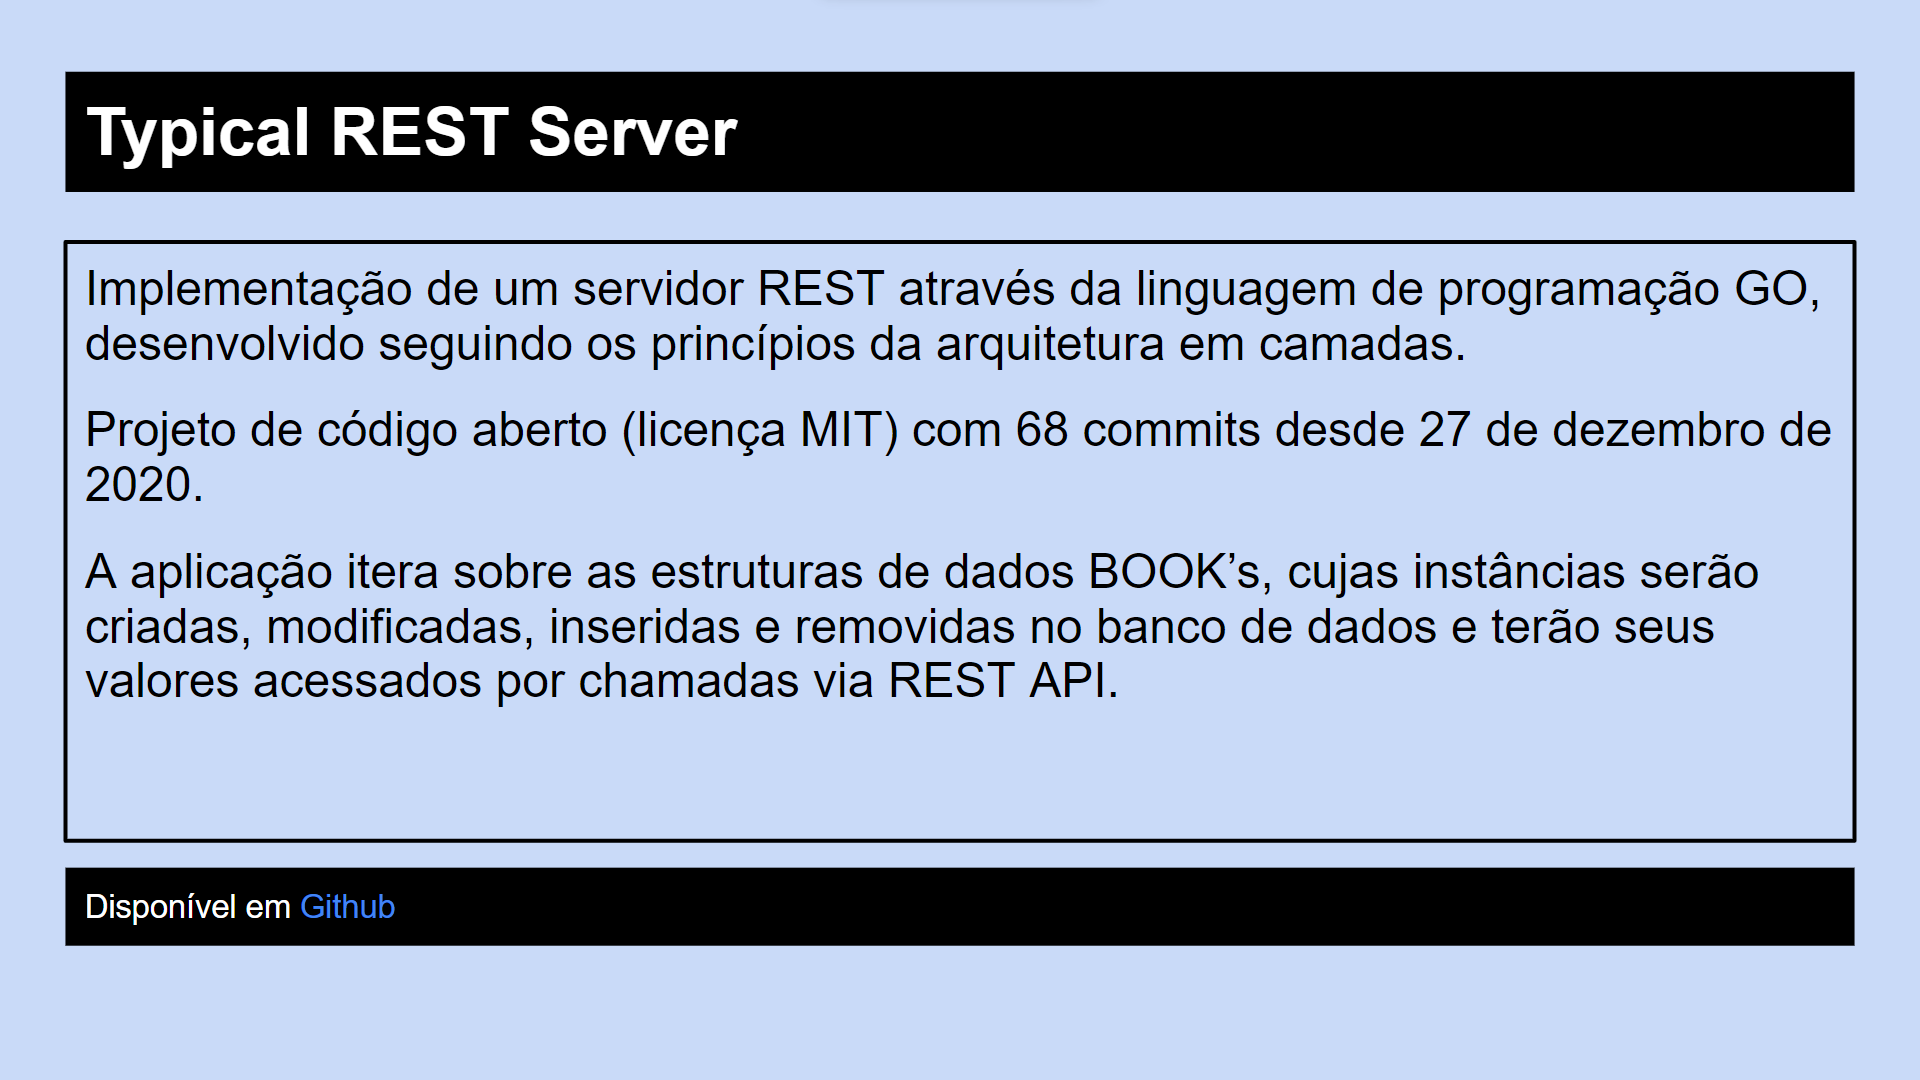 Typical REST Server
Implementação de um servidor REST através da linguagem de programação GO,
desenvolvido seguindo os princípios da arquitetura em camadas.
Projeto de código aberto (licença MIT) com 68 commits desde 27 de dezembro de
2020.
A aplicação itera sobre as estruturas de dados BOOK’s, cujas instâncias serão
criadas, modificadas, inseridas e removidas no banco de dados e terão seus
valores acessados por chamadas via REST API.
Disponível em Github